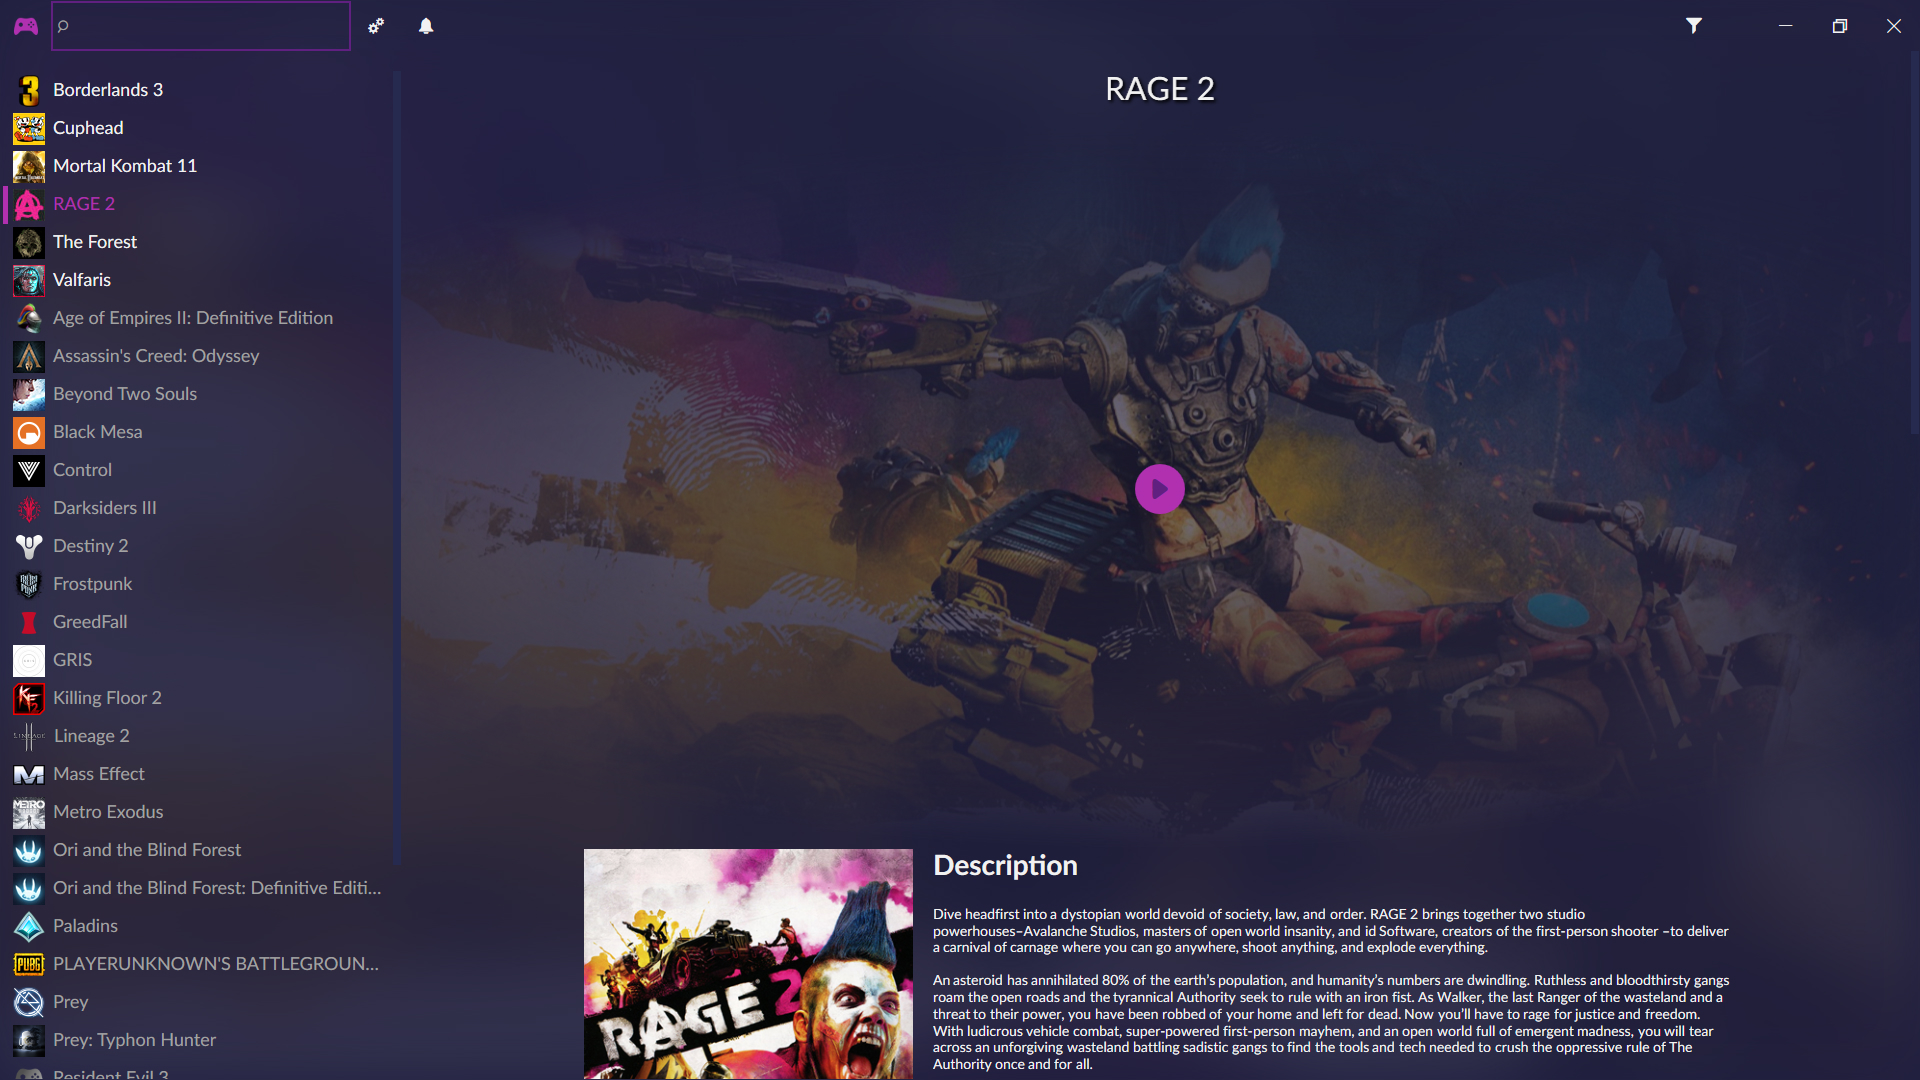 RAGE 2
Borderlands 3
Cuphead
Mortal Kombat 11
RAGE 2
The Forest
Valfaris
Age of Empires II: Definitive Edition
Assassin's Creed: Odyssey
Beyond Two Souls
Black Mesa
Control
Darksiders III
Destiny 2
Frostpunk
GreedFall
GRIS
Killing Floor 2
Lineage 2
Mass Effect
Metro Exodus
Ori and the Blind Forest
Ori and the Blind Forest: Definitive Editi...
Paladins
PUBG
PLAYERUNKNOWN'S BATTLEGROUN...
Prey
Prey: Typhon Hunter
Resident Evil 3
RAGE 2
Description
Dive headfirst into a dystopian world devoid of society, law, and order. RAGE 2 brings together two studio
powerhouses–Avalanche Studios, masters of open world insanity, and id Software, creators of the first-person shooter –to deliver
a carnival of carnage where you can go anywhere, shoot anything, and explode everything.
An asteroid has annihilated 80% of the earth's population, and humanity's numbers are dwindling. Ruthless and bloodthirsty gangs
roam the open roads and the tyrannical Authority seek to rule with an iron fist. As Walker, the last Ranger of the wasteland and a
threat to their power, you have been robbed of your home and left for dead. Now you'll have to rage for justice and freedom.
With ludicrous vehicle combat, super-powered first-person mayhem, and an open world full of emergent madness, you will tear
across an unforgiving wasteland battling sadistic gangs to find the tools and tech needed to crush the oppressive rule of The
Authority once and for all.